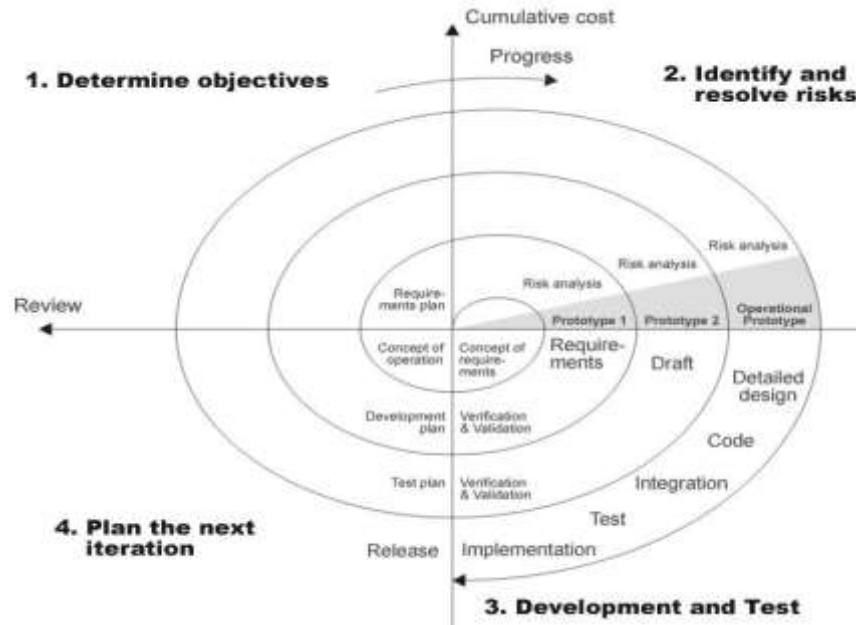 Cumulative cost
Progress
1. Determine objectives
2. Identify and
resolve risks
Risk analysis
Risk analysis
Risk analysis
Require-
ments plan
Review
Prototype 1
Prototype 2
Operational
Prototype
Concept of
operation
Concept of
require-
ments
Require-
ments
Draft
Detailed
design
Development
plan
Verification
& Validation
Code
Test plan
Verification
& Validation
Integration
Test
4. Plan the next
iteration
Release
Implementation
3. Development and Test